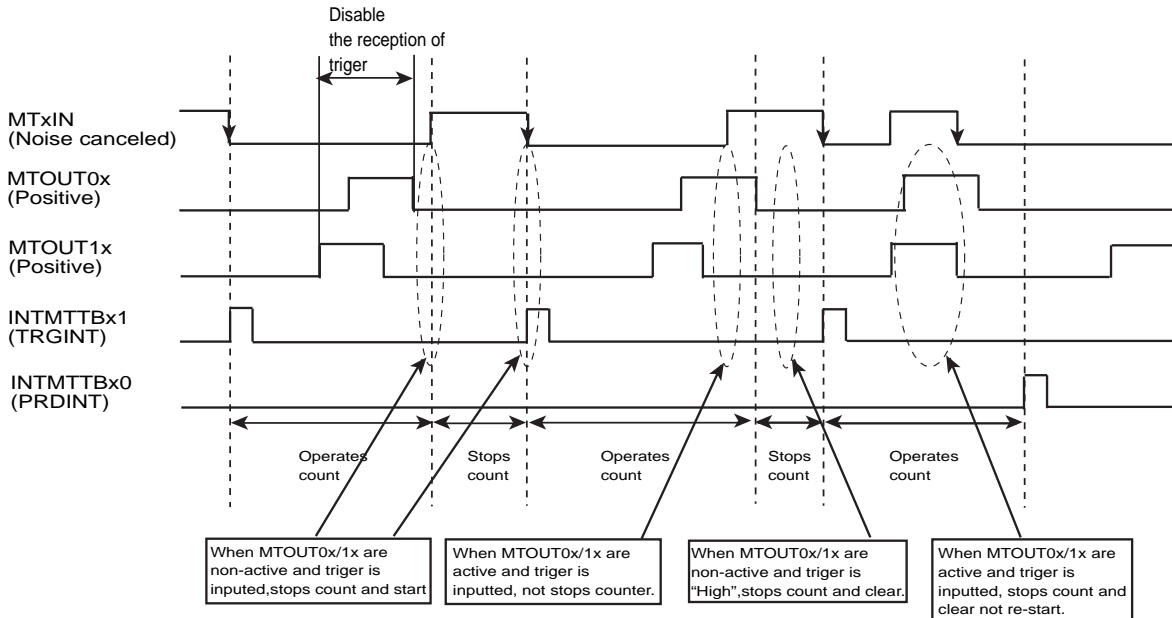 Disable
the reception of
triger
MTxIN
(Noise canceled)
MTOUT0x
(Positive)
MTOUT1x
(Positive)
INTMTTBx1
(TRGINT)
INTMTTBx0
(PRDINT)
Operates
count
Stops
count
Operates
count
Stops
count
Operates
count
When MTOUT0x/1x are
non-active and triger is
inputed,stops count and start
When MTOUT0x/1x are
active and triger is
inputted, not stops counter.
When MTOUT0x/1x are
non-active and triger is
“High”,stops count and clear.
When MTOUT0x/1x are
active and triger is
inputted, stops count and
clear not re-start.